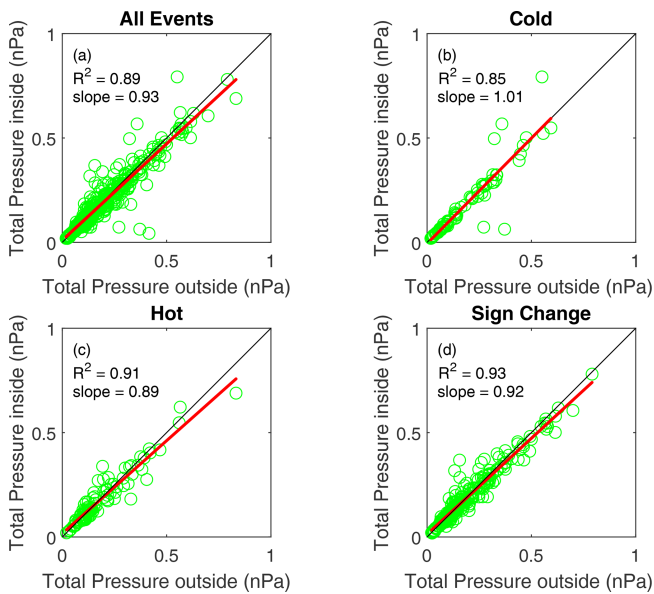 All Events
(a)
R² = 0.89
slope = 0.93
Total Pressure inside (nPa)
1
0.5
0
0
0.5
1
Total Pressure outside (nPa)
Cold
(b)
R² = 0.85
slope = 1.01
Total Pressure inside (nPa)
1
0.5
0
0
0.5
1
Total Pressure outside (nPa)
Hot
(c)
R² = 0.91
slope = 0.89
Total Pressure inside (nPa)
1
0.5
0
0
0.5
1
Total Pressure outside (nPa)
Sign Change
(d)
R² = 0.93
slope = 0.92
Total Pressure inside (nPa)
1
0.5
0
0
0.5
1
Total Pressure outside (nPa)